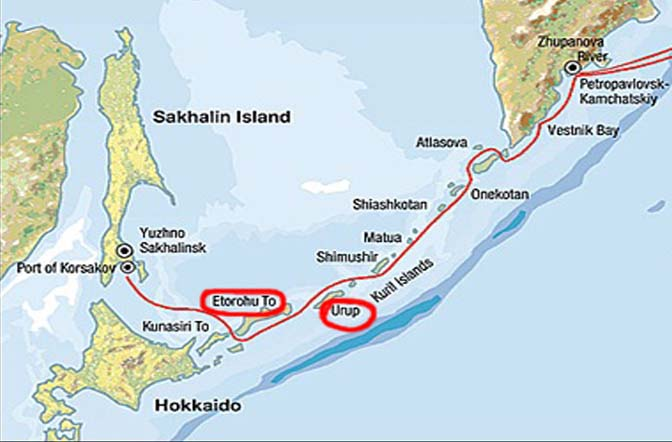 Zhupanova
River
Petropavlovsk-
Kamchatskiy
Sakhalin Island
Vestnik Bay
Atlasova
Onekotan
Shiashkotan
Yuzhno
Sakhalinsk
Matua
Shimushir
Port of Korsakov
Kuril Islands
Etorohu To
Urup
Kunasiri To
Hokkaido